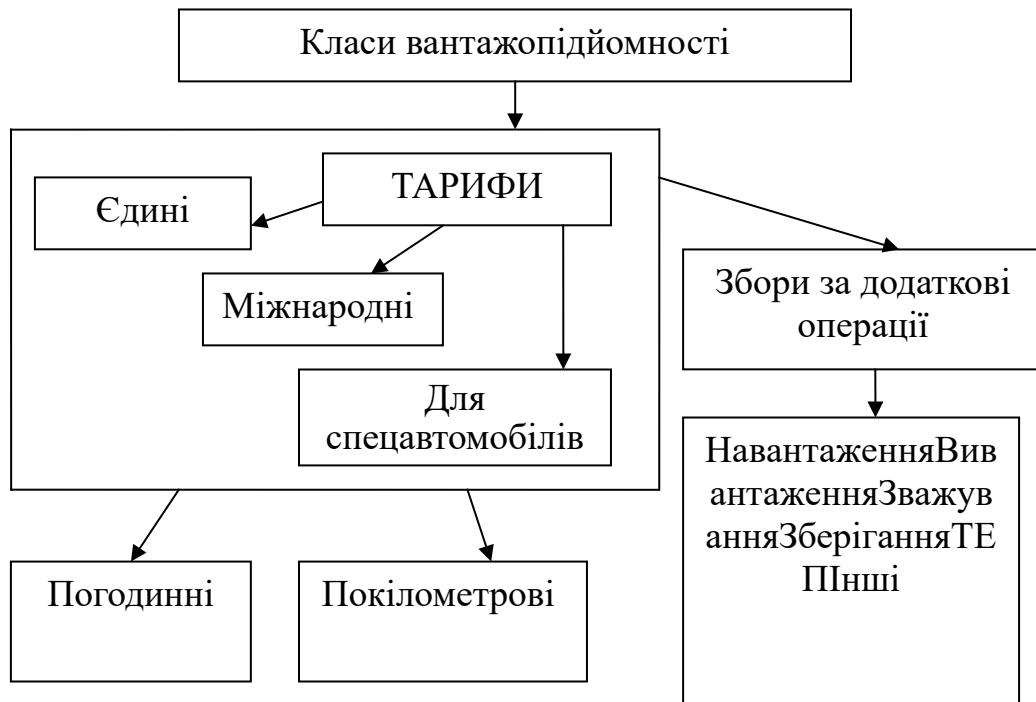 Класи вантажопідйомності
ТАРИФИ
Єдині
Міжнародні
Збори за додаткові
операції
Для
спецавтомобілів
НавантаженняВив
антаженняЗважув
анняЗберіганняТЕ
ПІнші
Погодинні
Покілометрові